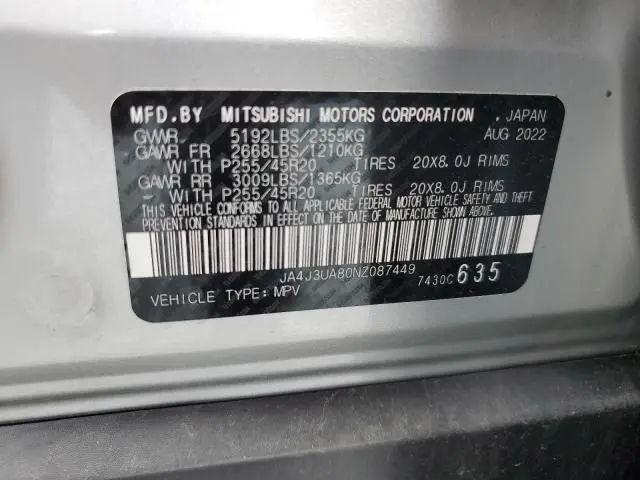 MFD.BY MITSUBISHI MOTORS CORPORATION . JAPAN
GVWR 5192LBS/2355KG AUG 2022
GAWR FR 2668LBS/1210KG
WITH P255/45R20 TIRES 20X8.0J RIMS
GAWR RR 3009LBS/1365KG
- WITH P255/45R20 TIRES 20X8.0J RIMS
THIS VEHICLE CONFORMS TO ALL APPLICABLE FEDERAL MOTOR VEHICLE SAFETY AND THEFT
PREVENTION STANDARDS IN EFFECT ON THE DATE OF MANUFACTURE SHOWN ABOVE.
JA4J3UA80NZ087449
VEHICLE TYPE: MPV 7430C 635